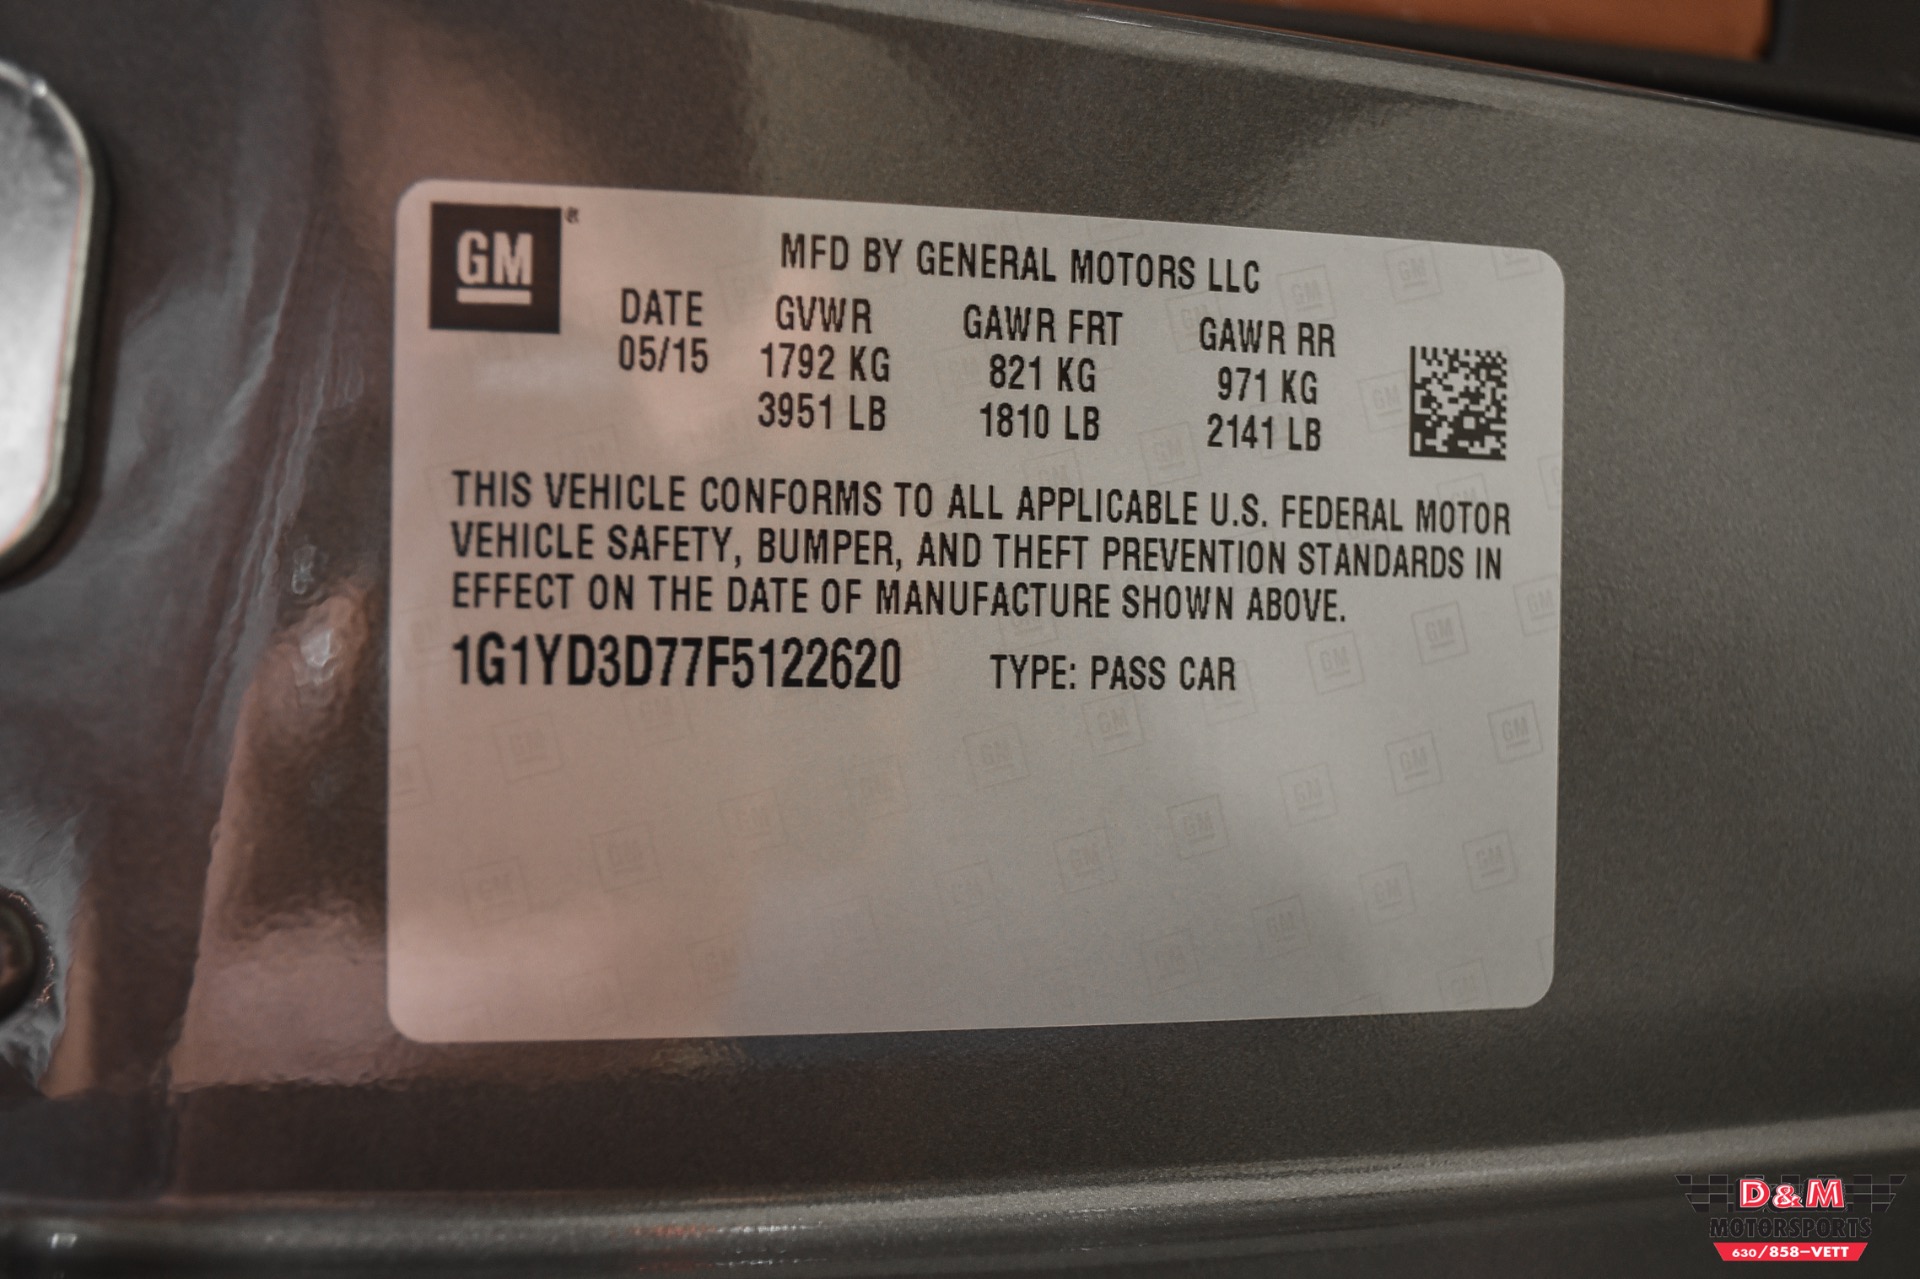 GM
MFD BY GENERAL MOTORS LLC
DATE GVWR GAWR FRT GAWR RR
05/15 1792 KG 821 KG 971 KG
3951 LB 1810 LB 2141 LB
THIS VEHICLE CONFORMS TO ALL APPLICABLE U.S. FEDERAL MOTOR
VEHICLE SAFETY, BUMPER, AND THEFT PREVENTION STANDARDS IN
EFFECT ON THE DATE OF MANUFACTURE SHOWN ABOVE.
1G1YD3D77F5122620 TYPE: PASS CAR
D&M
MOTORSPORTS
630/858-VETT